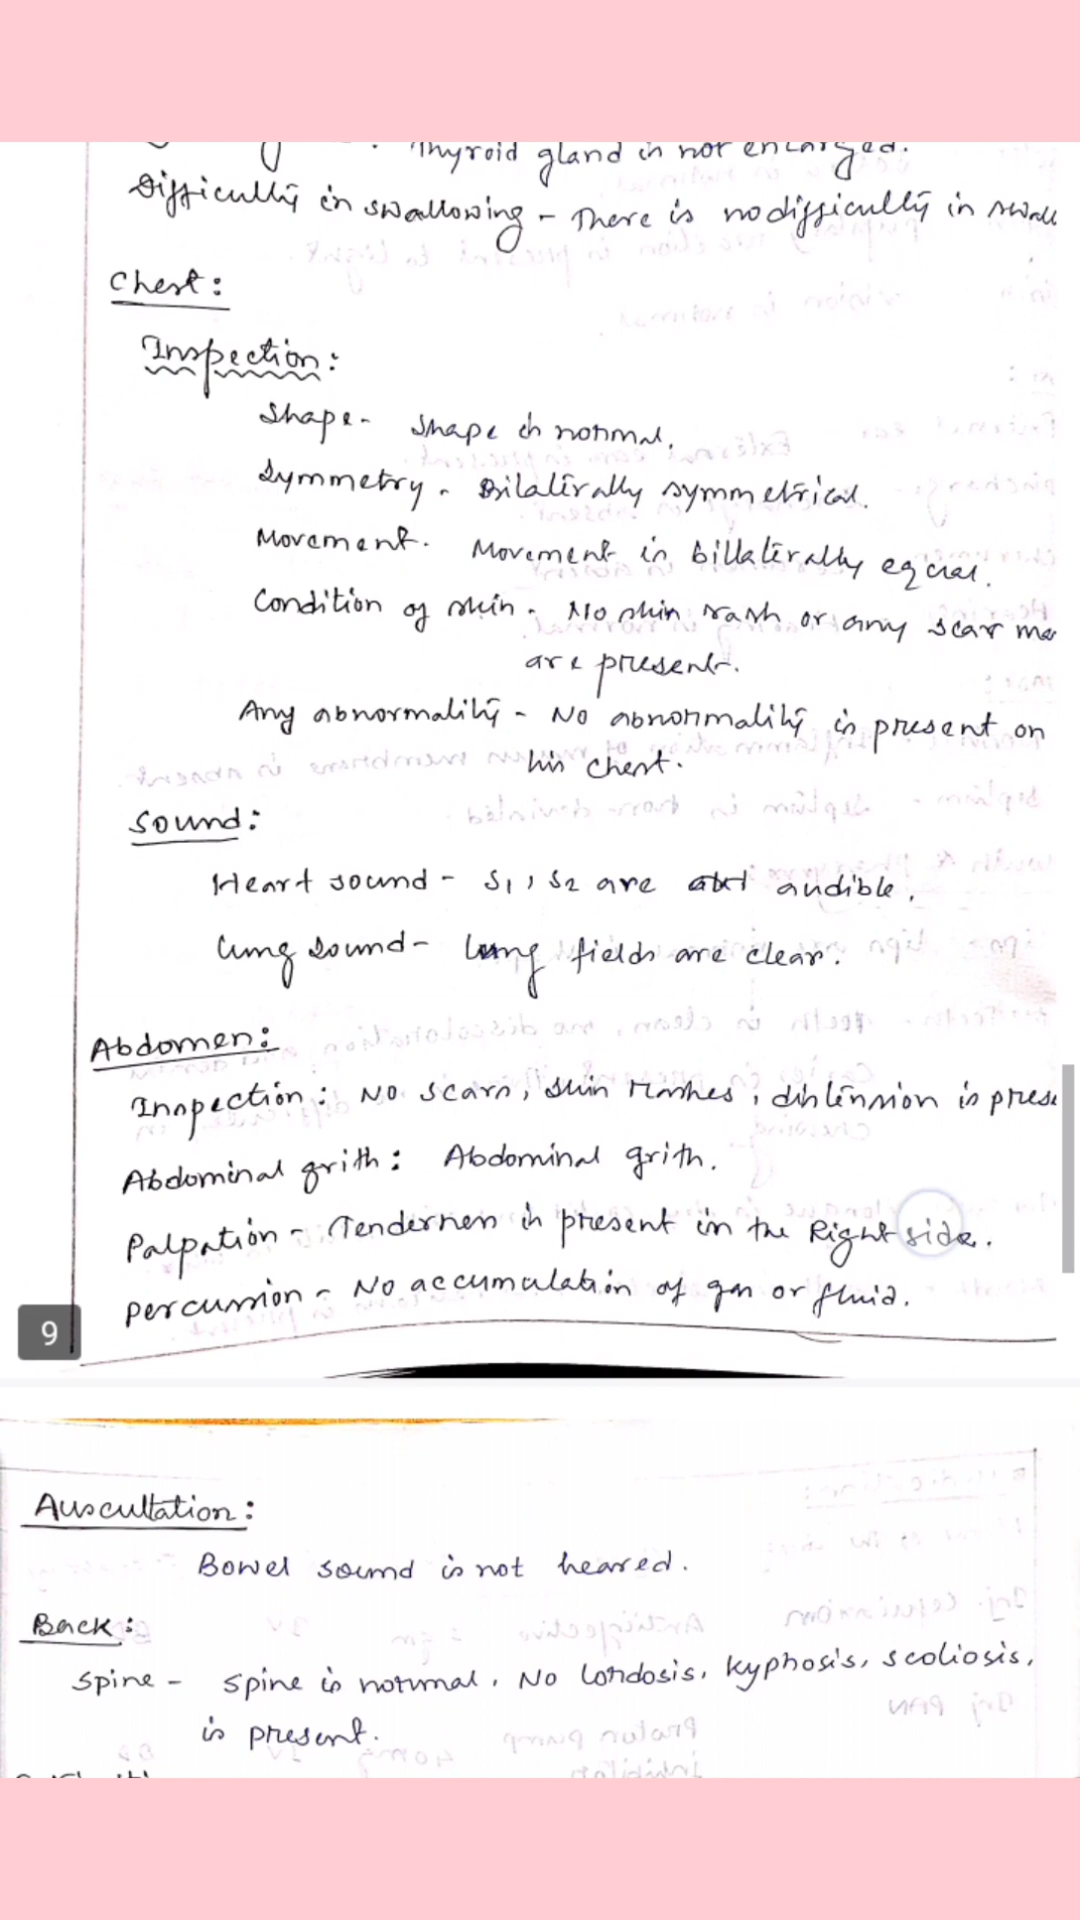 Thyroid gland is not enlarged.
Difficulty in swallowing - There is no difficulty in swall
Chest:
Inspection:
Shape - Shape is normal.
Symmetry - Bilaterally symmetrical.
Movement - Movement is billaterally equal.
Condition of skin - No skin rash or any scar mar
are present.
Any abnormality - No abnormality is present on
his chest.
Sound:
Heart sound - S1, S2 are audible.
Lung sound - Lung fields are clear.
Abdomen:
Inspection: No scars, skin rashes, distension is prese
Abdominal grith: Abdominal grith.
Palpation - Tenderness is present in the Right side.
Percussion - No accumulation of gas or fluid.
9
Auscultation:
Bowel sound is not heared.
Back:
Spine - Spine is normal. No lordosis, kyphosis, scoliosis,
is present.